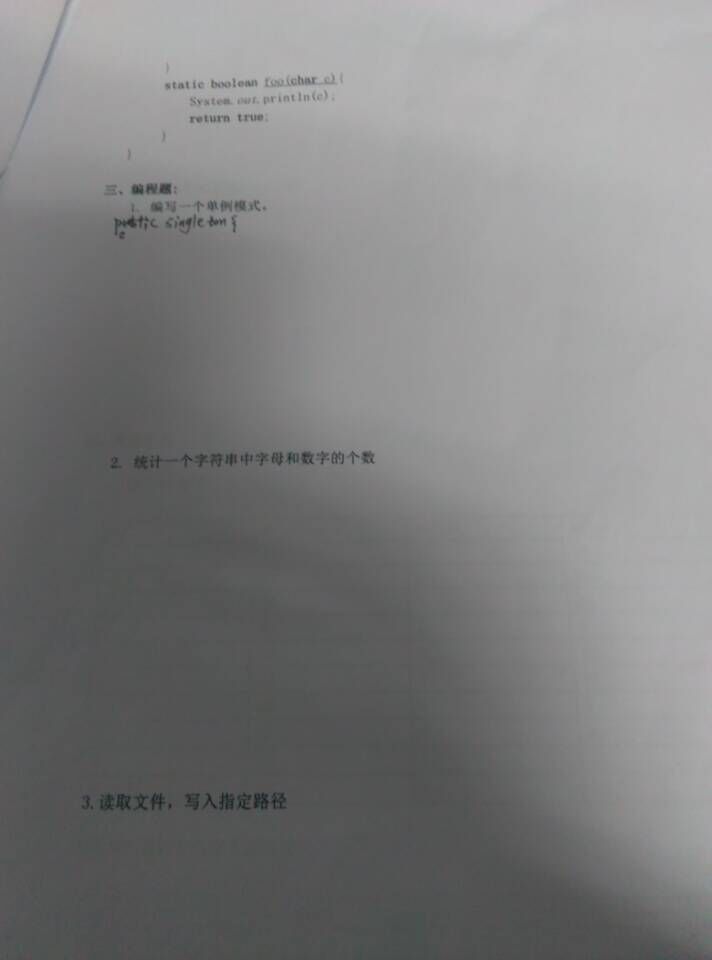 }
static boolean foo(char c){
System.out.println(c);
return true;
}
}
三、编程题:
1. 编写一个单例模式。
singleton {
2. 统计一个字符串中字母和数字的个数
3.读取文件，写入指定路径